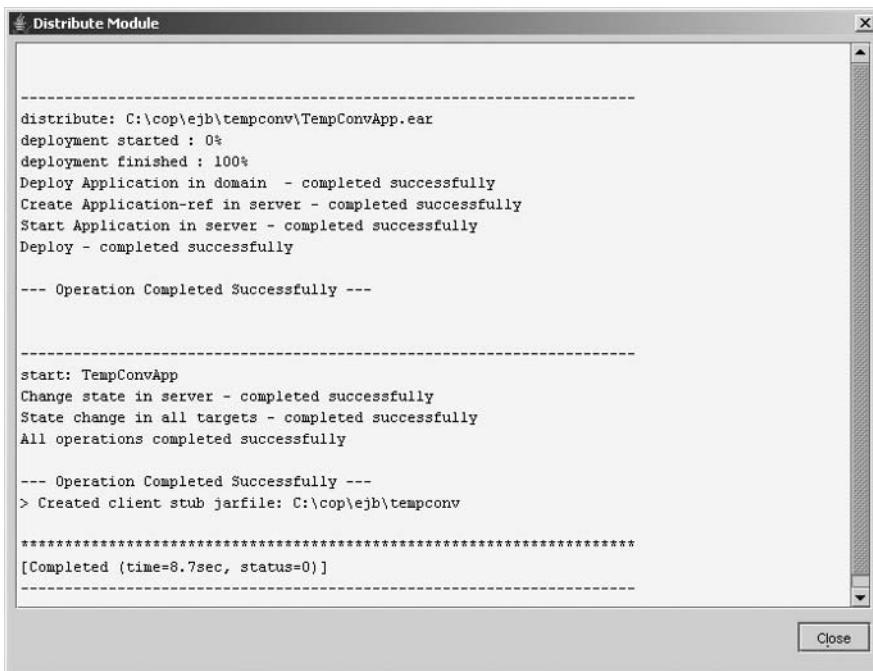 Distribute Module
---------------------------------------------------------------------
distribute: C:\cop\ejb\tempconv\TempConvApp.ear
deployment started : 0%
deployment finished : 100%
Deploy Application in domain  - completed successfully
Create Application-ref in server - completed successfully
Start Application in server - completed successfully
Deploy - completed successfully
--- Operation Completed Successfully ---
---------------------------------------------------------------------
start: TempConvApp
Change state in server - completed successfully
State change in all targets - completed successfully
All operations completed successfully
--- Operation Completed Successfully ---
> Created client stub jarfile: C:\cop\ejb\tempconv
*********************************************************************
[Completed (time=8.7sec, status=0)]
---------------------------------------------------------------------
Close